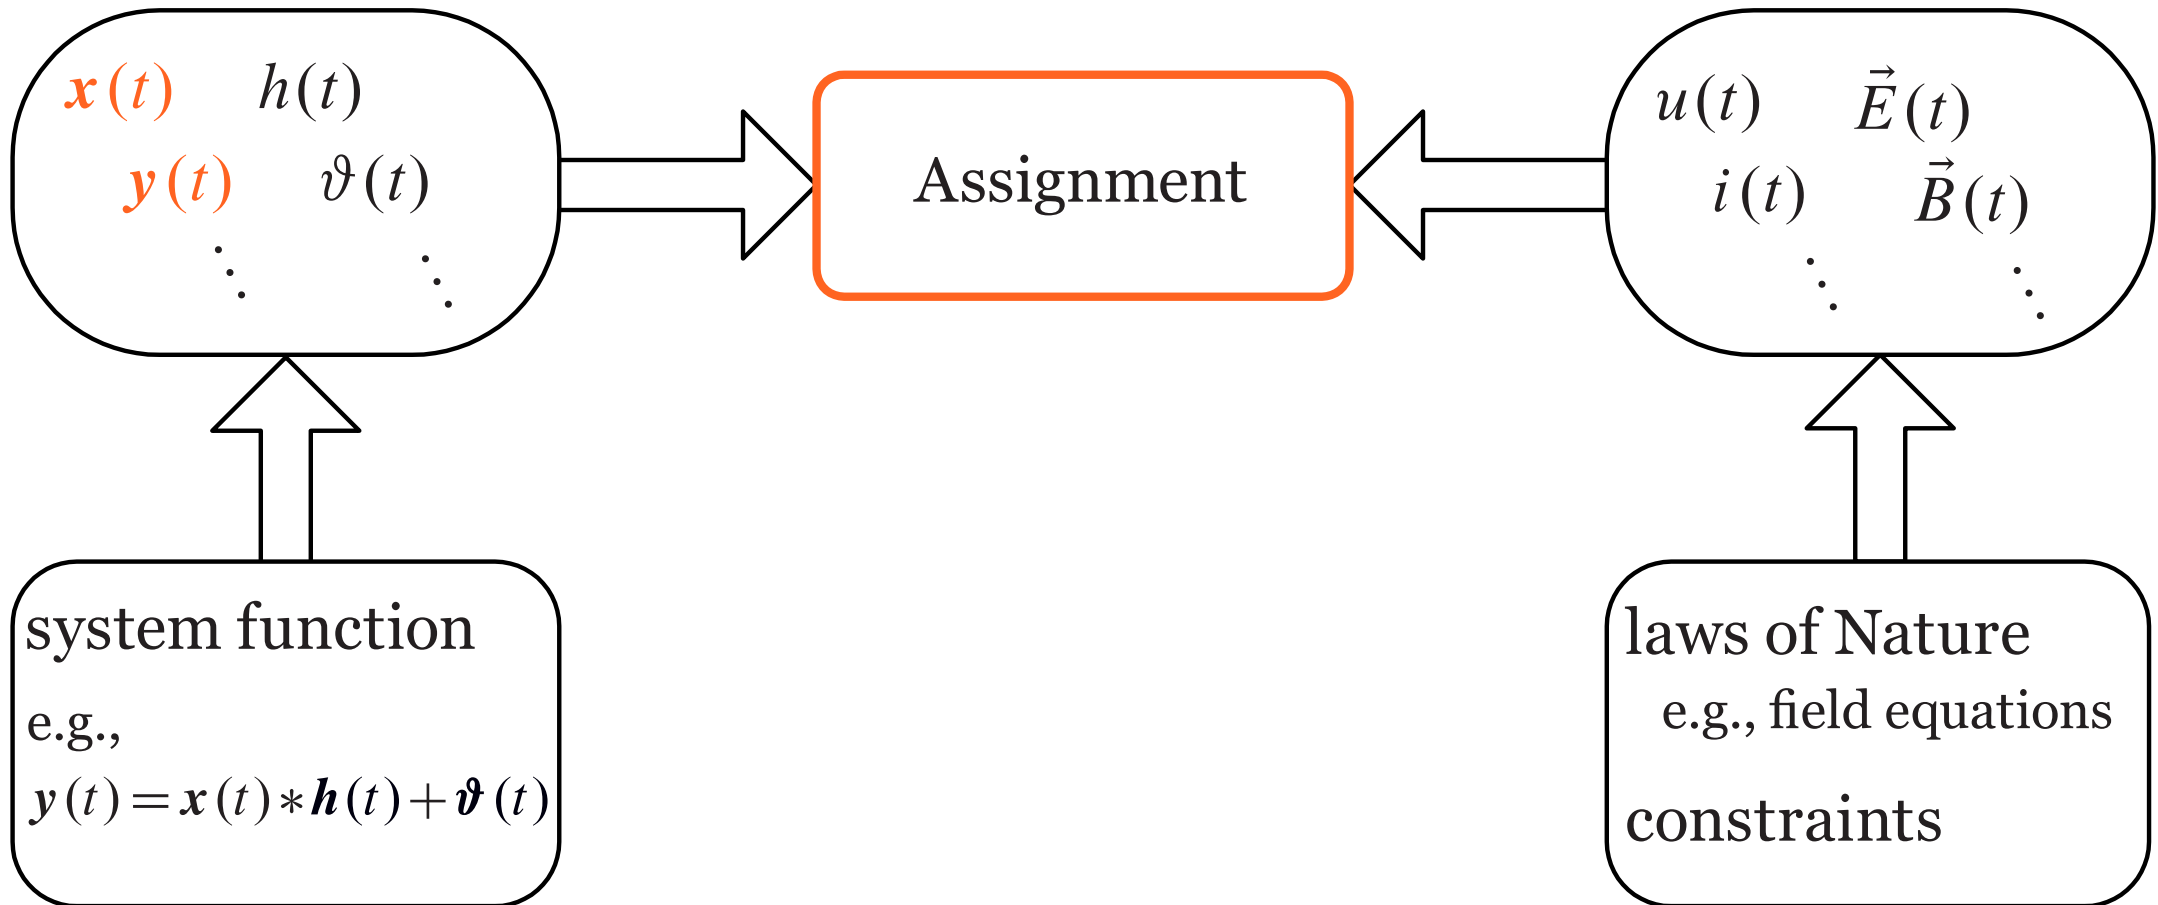 x(t) h(t)
y(t) ϑ(t)
Assignment
u(t) E⃗(t)
i(t) B⃗(t)
system function
e.g.,
y(t)=x(t)∗h(t)+ϑ(t)
laws of Nature
e.g., field equations
constraints